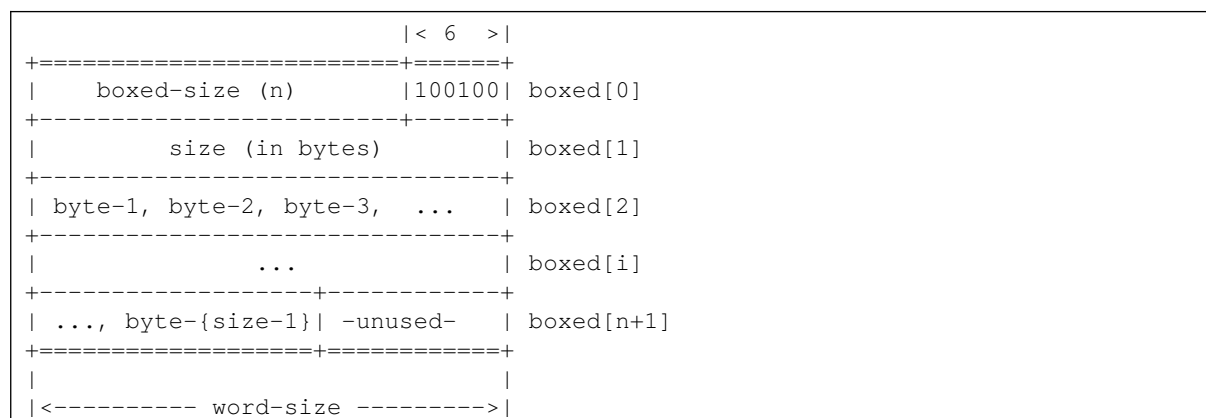 |< 6  >|
+=========================+======+
|    boxed-size (n)       |100100| boxed[0]
+-------------------------+------+
|         size (in bytes)        | boxed[1]
+--------------------------------+
| byte-1, byte-2, byte-3,  ...   | boxed[2]
+--------------------------------+
|               ...              | boxed[i]
+-------------------+------------+
| ..., byte-{size-1}| -unused-   | boxed[n+1]
+===================+============+
|                                |
|<---------- word-size --------->|